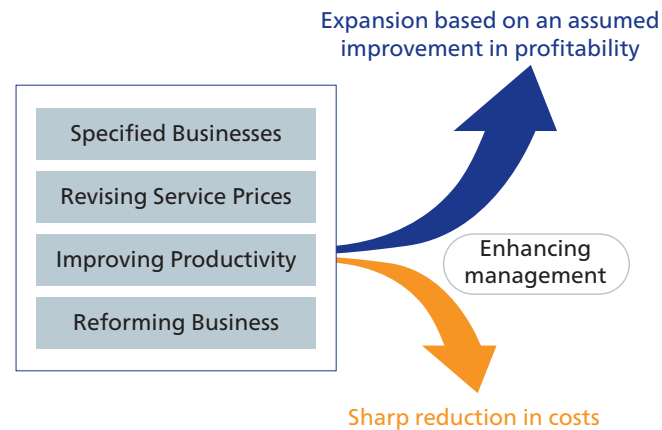 Expansion based on an assumed
improvement in profitability
Specified Businesses
Revising Service Prices
Improving Productivity
Reforming Business
Enhancing
management
Sharp reduction in costs